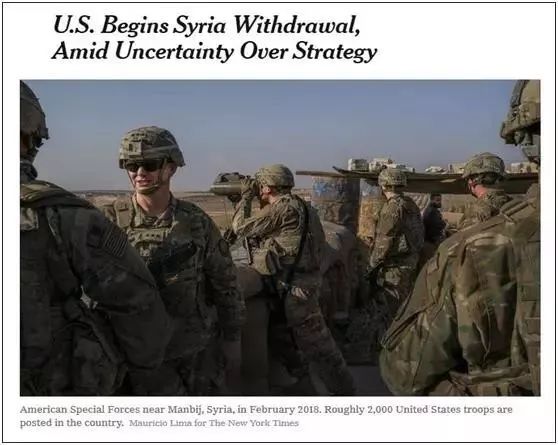 U.S. Begins Syria Withdrawal,
Amid Uncertainty Over Strategy
American Special Forces near Manbij, Syria, in February 2018. Roughly 2,000 United States troops are
posted in the country. Mauricio Lima for The New York Times